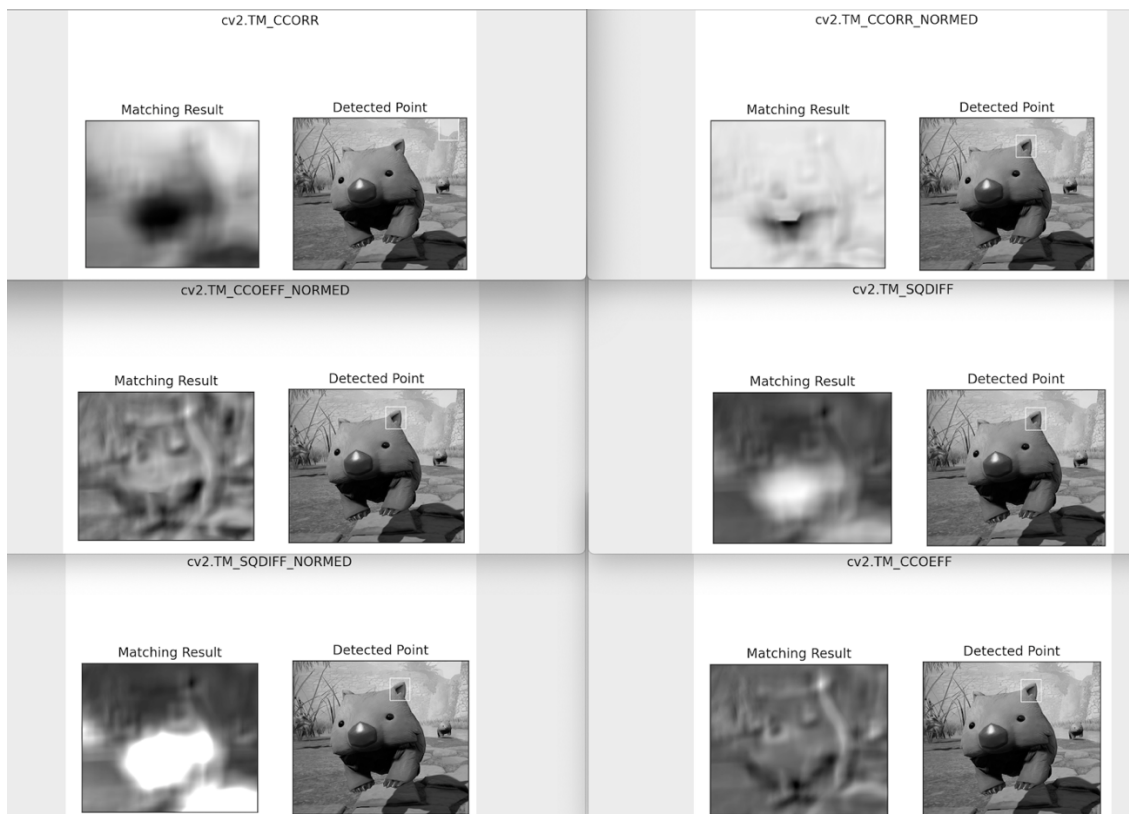 cv2.TM_CCORR
Matching Result
Detected Point
cv2.TM_CCORR_NORMED
Matching Result
Detected Point
cv2.TM_CCOEFF_NORMED
Matching Result
Detected Point
cv2.TM_SQDIFF
Matching Result
Detected Point
cv2.TM_SQDIFF_NORMED
Matching Result
Detected Point
cv2.TM_CCOEFF
Matching Result
Detected Point